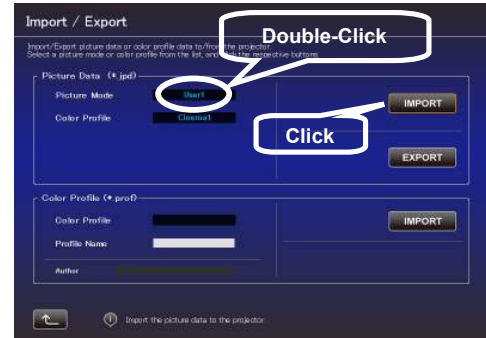 Import / Export
Double-Click
Import/Export picture data or color profile data to/from the projector.
Select a picture mode or color profile from the list, and click the respective buttons.
Picture Data (*.jpd)
Picture Mode User1
IMPORT
Color Profile Cinema1
Click
EXPORT
Color Profile (*.prof)
Color Profile
IMPORT
Profile Name
Author
Import the picture data to the projector